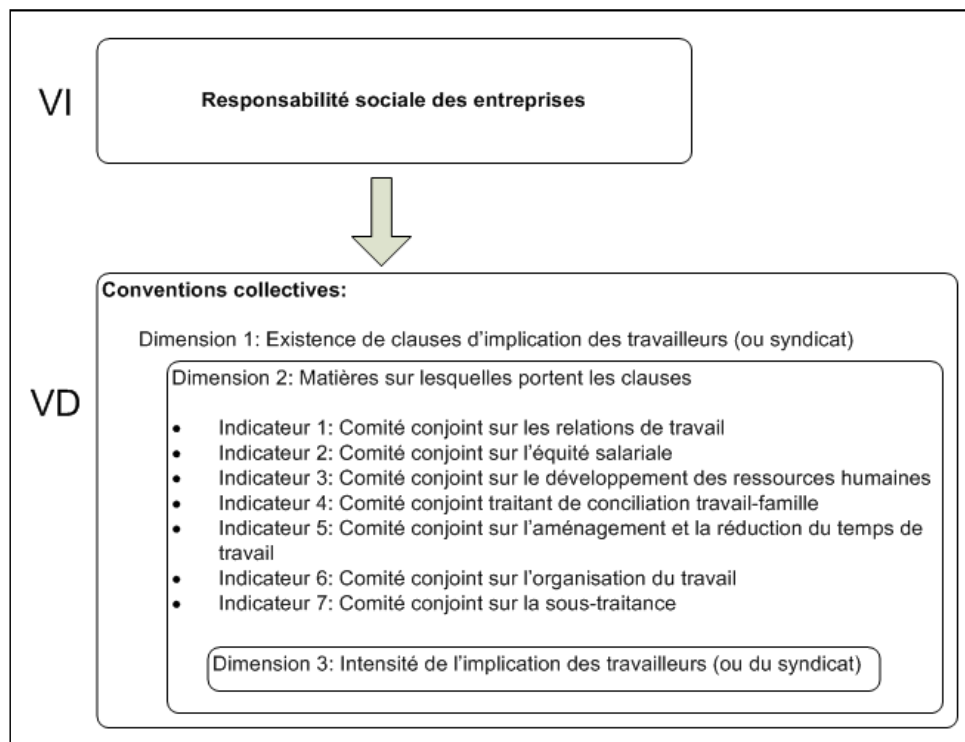 VI
Responsabilité sociale des entreprises
Conventions collectives:
Dimension 1: Existence de clauses d'implication des travailleurs (ou syndicat)
VD
Dimension 2: Matières sur lesquelles portent les clauses
• Indicateur 1: Comité conjoint sur les relations de travail
• Indicateur 2: Comité conjoint sur l'équité salariale
• Indicateur 3: Comité conjoint sur le développement des ressources humaines
• Indicateur 4: Comité conjoint traitant de conciliation travail-famille
• Indicateur 5: Comité conjoint sur l'aménagement et la réduction du temps de
travail
• Indicateur 6: Comité conjoint sur l'organisation du travail
• Indicateur 7: Comité conjoint sur la sous-traitance
Dimension 3: Intensité de l'implication des travailleurs (ou du syndicat)